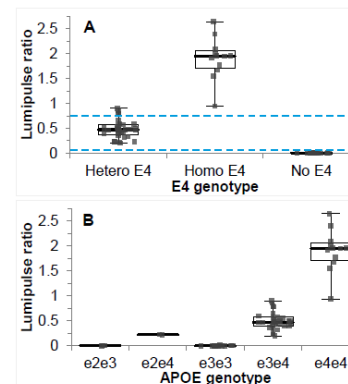 A
Lumipulse ratio
3
2.5
2
1.5
1
0.5
0
Hetero E4 Homo E4 No E4
E4 genotype
B
Lumipulse ratio
2.5
2
1.5
1
0.5
0
e2e3 e2e4 e3e3 e3e4 e4e4
APOE genotype